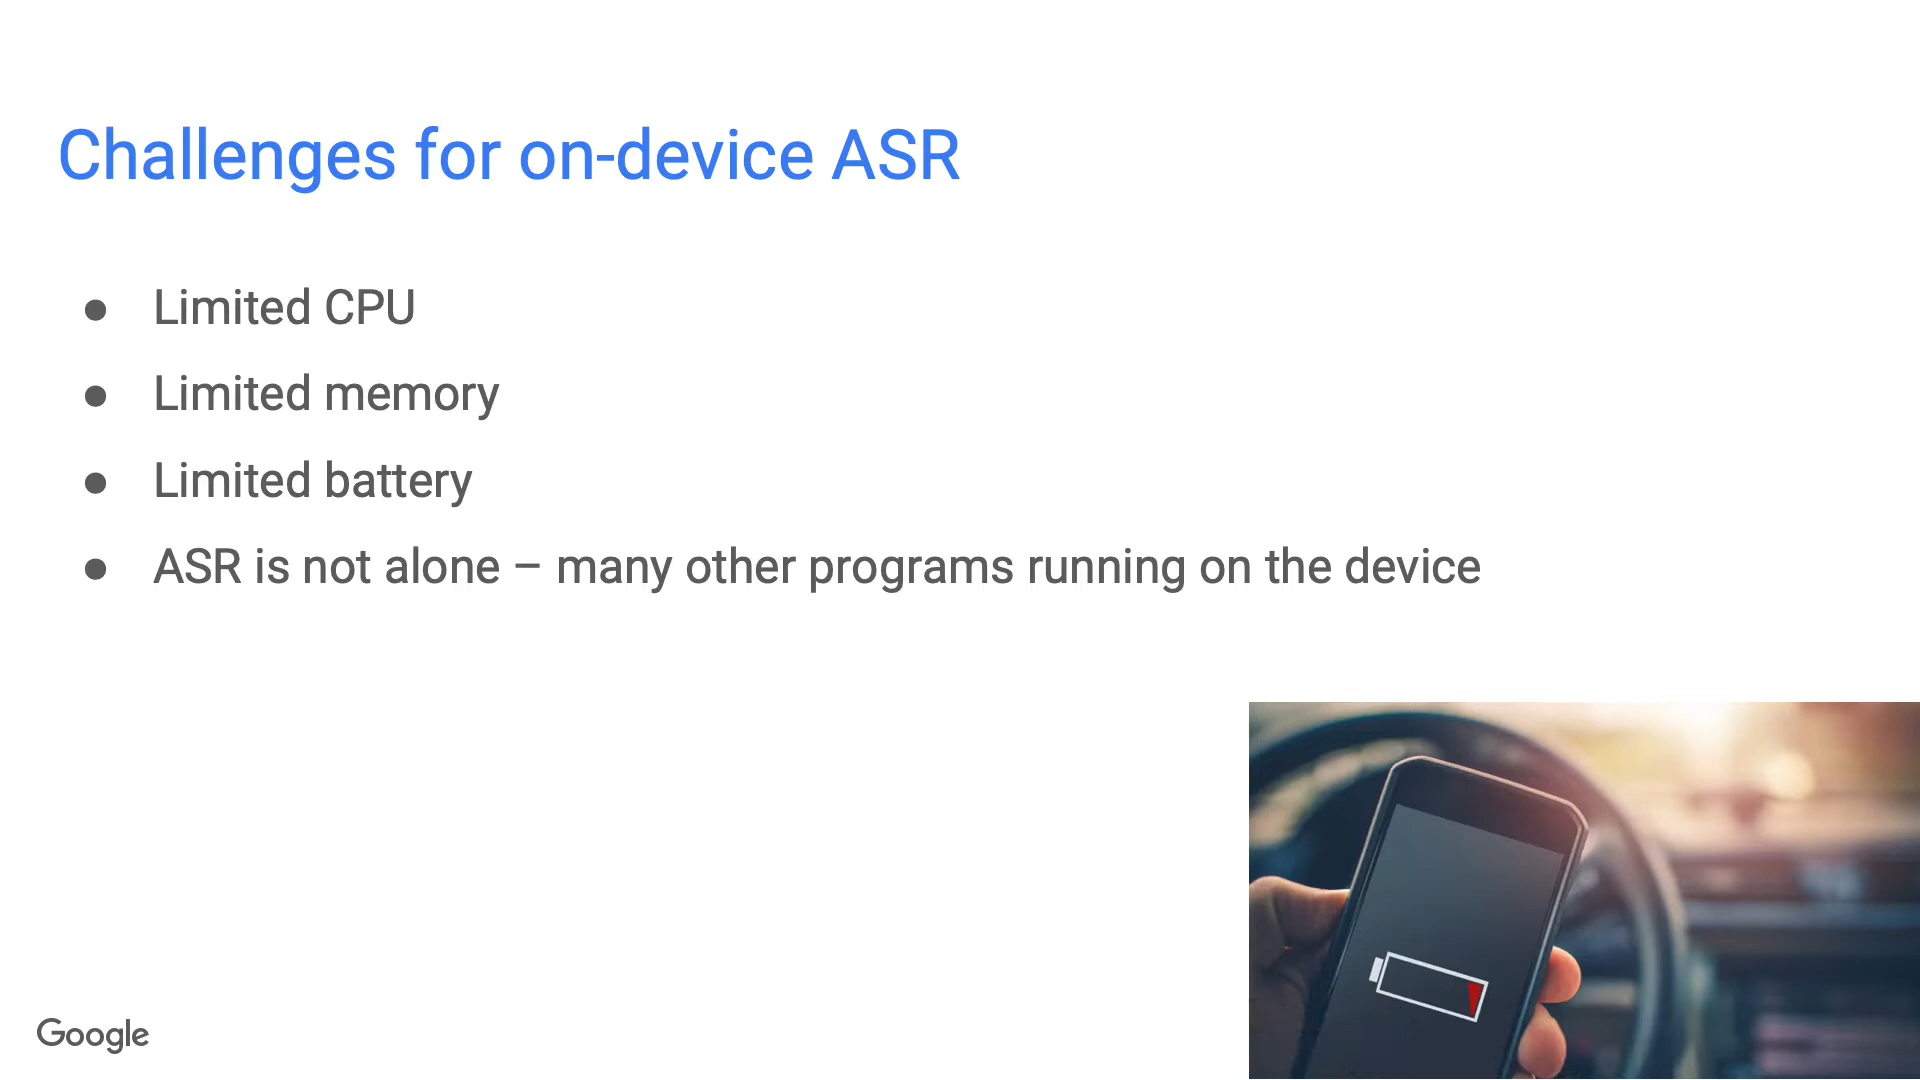 Challenges for on-device ASR
● Limited CPU
● Limited memory
● Limited battery
● ASR is not alone – many other programs running on the device
Google